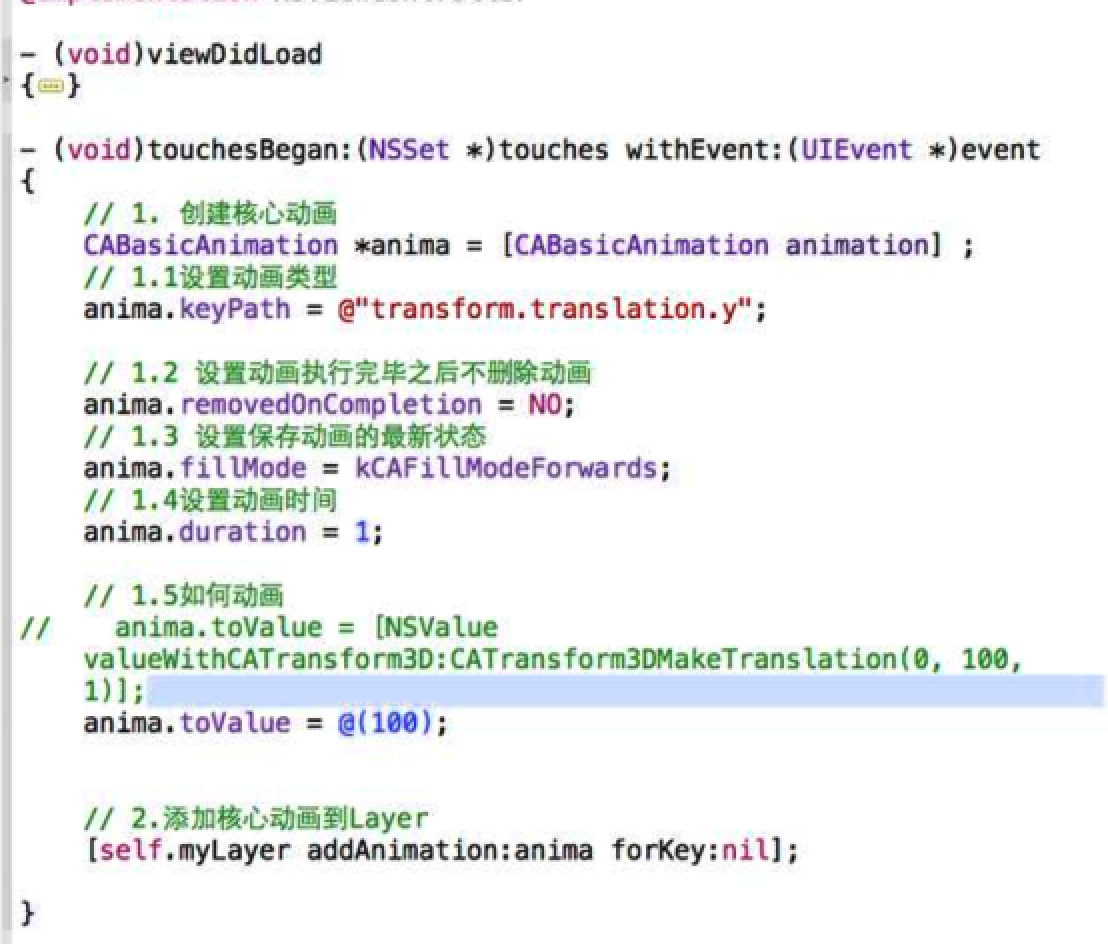 - (void)viewDidLoad
{...}
- (void)touchesBegan:(NSSet *)touches withEvent:(UIEvent *)event
{
// 1. 创建核心动画
CABasicAnimation *anima = [CABasicAnimation animation] ;
// 1.1设置动画类型
anima.keyPath = @"transform.translation.y";
// 1.2 设置动画执行完毕之后不删除动画
anima.removedOnCompletion = NO;
// 1.3 设置保存动画的最新状态
anima.fillMode = kCAFillModeForwards;
// 1.4设置动画时间
anima.duration = 1;
// 1.5如何动画
// anima.toValue = [NSValue
valueWithCATransform3D:CATransform3DMakeTranslation(0, 100,
1)];
anima.toValue = @(100);
// 2.添加核心动画到Layer
[self.myLayer addAnimation:anima forKey:nil];
}